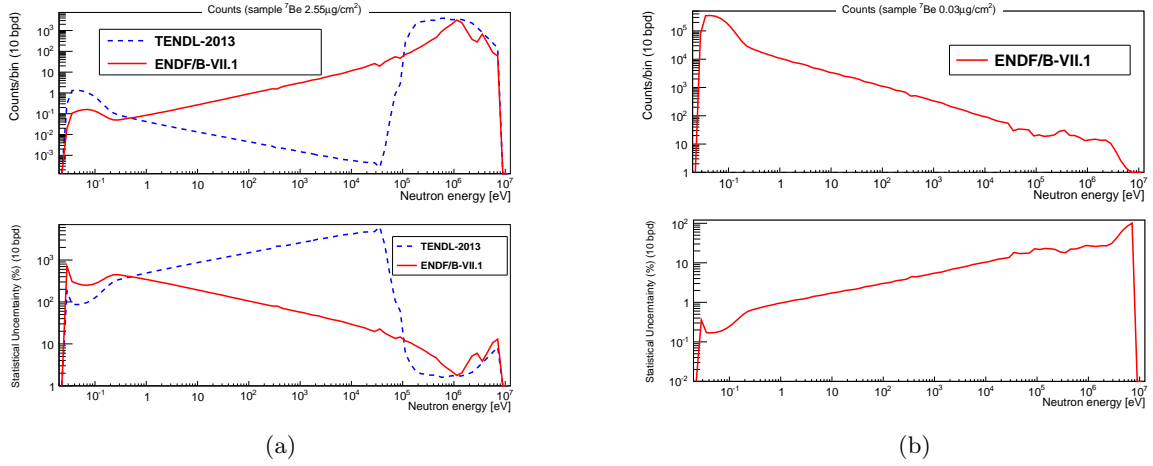 Counts (sample ⁷Be 2.55µg/cm²)
Counts/bin (10 bpd)
10³
10²
10
1
10⁻¹
10⁻²
10⁻³
TENDL-2013
ENDF/B-VII.1
10⁻¹ 1 10 10² 10³ 10⁴ 10⁵ 10⁶ 10⁷
Neutron energy [eV]
Statistical Uncerntainty (%) (10 bpd)
10³
10²
10
1
TENDL-2013
ENDF/B-VII.1
10⁻¹ 1 10 10² 10³ 10⁴ 10⁵ 10⁶ 10⁷
Neutron energy [eV]
(a)
Counts (sample ⁷Be 0.03µg/cm²)
Counts/bin (10 bpd)
10⁵
10⁴
10³
10²
10
1
ENDF/B-VII.1
10⁻¹ 1 10 10² 10³ 10⁴ 10⁵ 10⁶ 10⁷
Neutron energy [eV]
Statistical Uncerntainty (%) (10 bpd)
10²
10
1
10⁻¹
10⁻²
10⁻¹ 1 10 10² 10³ 10⁴ 10⁵ 10⁶ 10⁷
Neutron energy [eV]
(b)